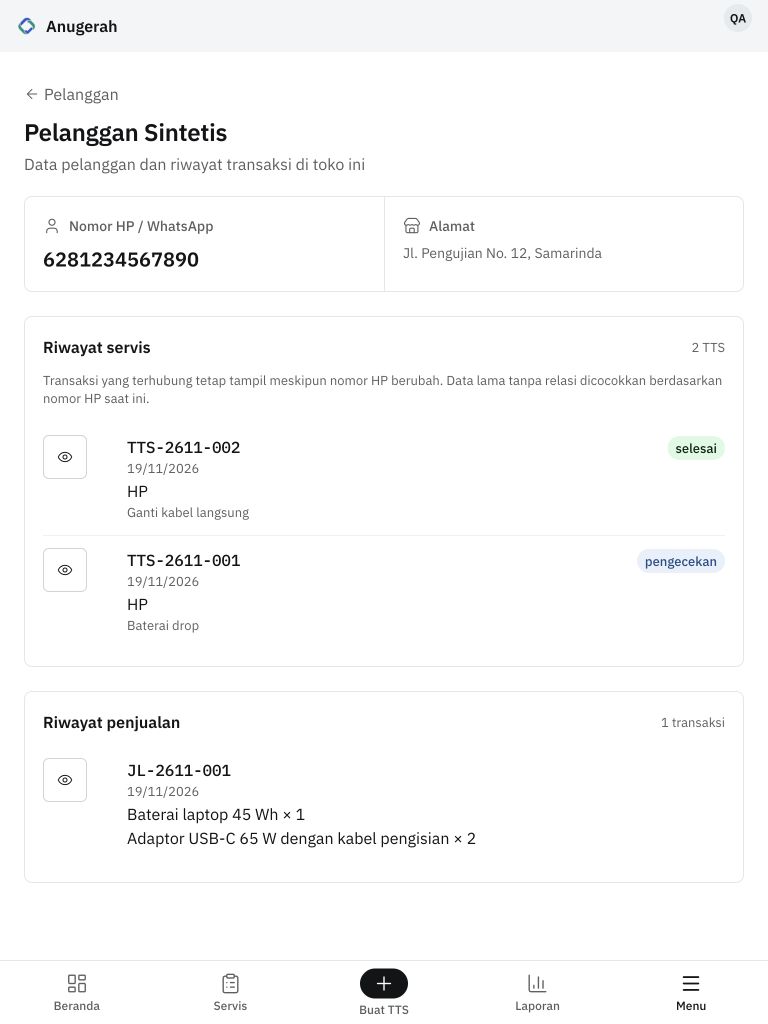 Anugerah
QA
← Pelanggan
Pelanggan Sintetis
Data pelanggan dan riwayat transaksi di toko ini
Nomor HP / WhatsApp
6281234567890
Alamat
Jl. Pengujian No. 12, Samarinda
Riwayat servis
2 TTS
Transaksi yang terhubung tetap tampil meskipun nomor HP berubah. Data lama tanpa relasi dicocokkan berdasarkan
nomor HP saat ini.
TTS-2611-002
selesai
19/11/2026
HP
Ganti kabel langsung
TTS-2611-001
pengecekan
19/11/2026
HP
Baterai drop
Riwayat penjualan
1 transaksi
JL-2611-001
19/11/2026
Baterai laptop 45 Wh × 1
Adaptor USB-C 65 W dengan kabel pengisian × 2
Beranda
Servis
Buat TTS
Laporan
Menu